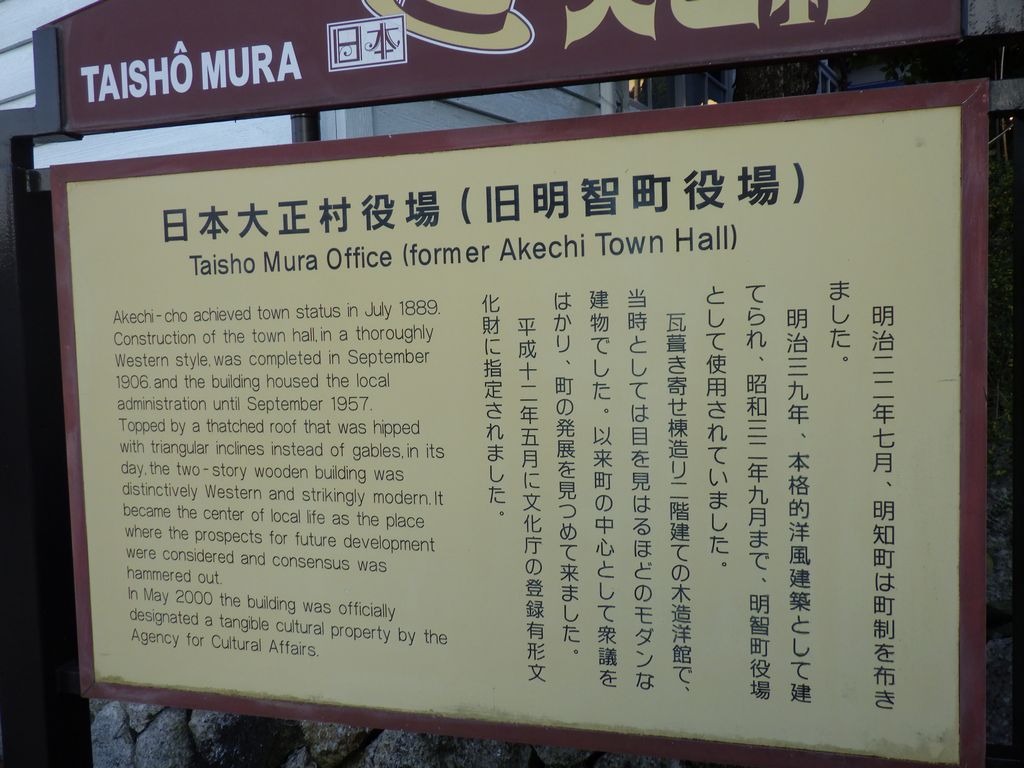 TAISHÔ MURA
日本
日本大正村役場(旧明智町役場)
Taisho Mura Office (former Akechi Town Hall)
Akechi-cho achieved town status in July 1889.
Construction of the town hall, in a thoroughly
Western style, was completed in September
1906, and the building housed the local
administration until September 1957.
Topped by a thatched roof that was hipped
with triangular inclines instead of gables, in its
day, the two-story wooden building was
distinctively Western and strikingly modern. It
became the center of local life as the place
where the prospects for future development
were considered and consensus was
hammered out.
In May 2000 the building was officially
designated a tangible cultural property by the
Agency for Cultural Affairs.
明治二二年七月、明知町は町制を布き
ました。
明治三九年、本格的洋風建築として建
てられ、昭和三二年九月まで、明智町役場
として使用されていました。
瓦葺き寄せ棟造り二階建ての木造洋館で、
当時としては目を見はるほどのモダンな
建物でした。以来町の中心として衆議を
はかり、町の発展を見つめて来ました。
平成十二年五月に文化庁の登録有形文
化財に指定されました。